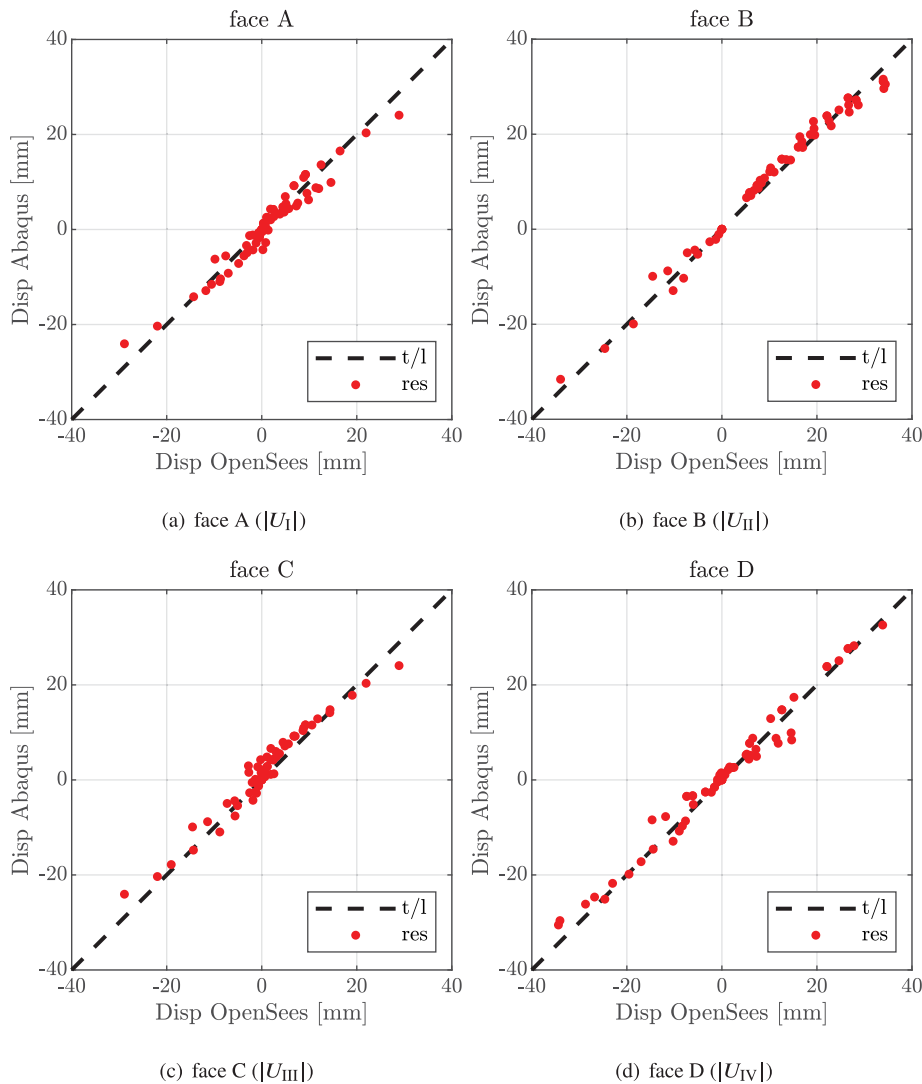 face A
40
20
0
-20
-40
Disp Abaqus [mm]
t/l
res
-40 -20 0 20 40
Disp OpenSees [mm]
(a) face A (|U_I|)
face B
40
20
0
-20
-40
Disp Abaqus [mm]
t/l
res
-40 -20 0 20 40
Disp OpenSees [mm]
(b) face B (|U_II|)
face C
40
20
0
-20
-40
Disp Abaqus [mm]
t/l
res
-40 -20 0 20 40
Disp OpenSees [mm]
(c) face C (|U_III|)
face D
40
20
0
-20
-40
Disp Abaqus [mm]
t/l
res
-40 -20 0 20 40
Disp OpenSees [mm]
(d) face D (|U_IV|)